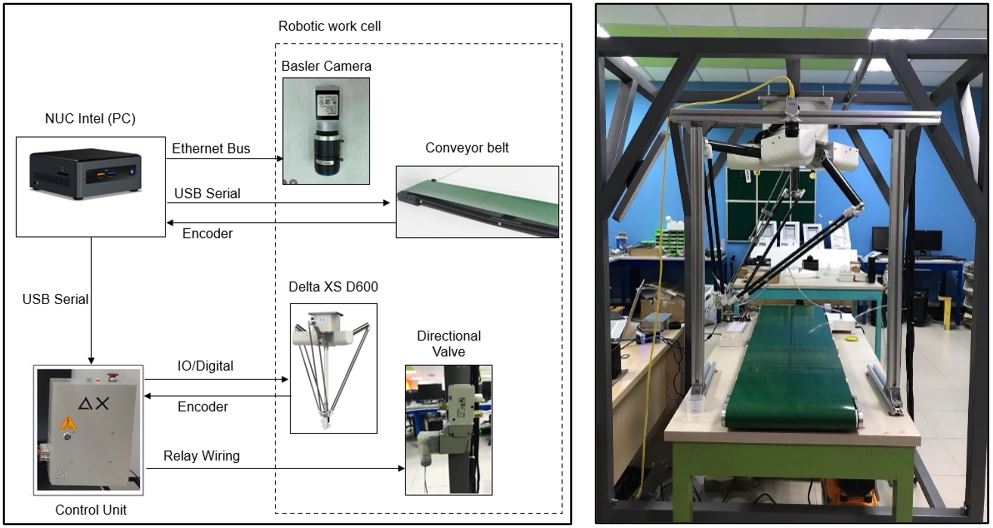 Robotic work cell
Basler Camera
NUC Intel (PC)
Ethernet Bus
Conveyor belt
USB Serial
Encoder
USB Serial
Delta XS D600
Directional
Valve
IO/Digital
Encoder
ΔX
Relay Wiring
Control Unit